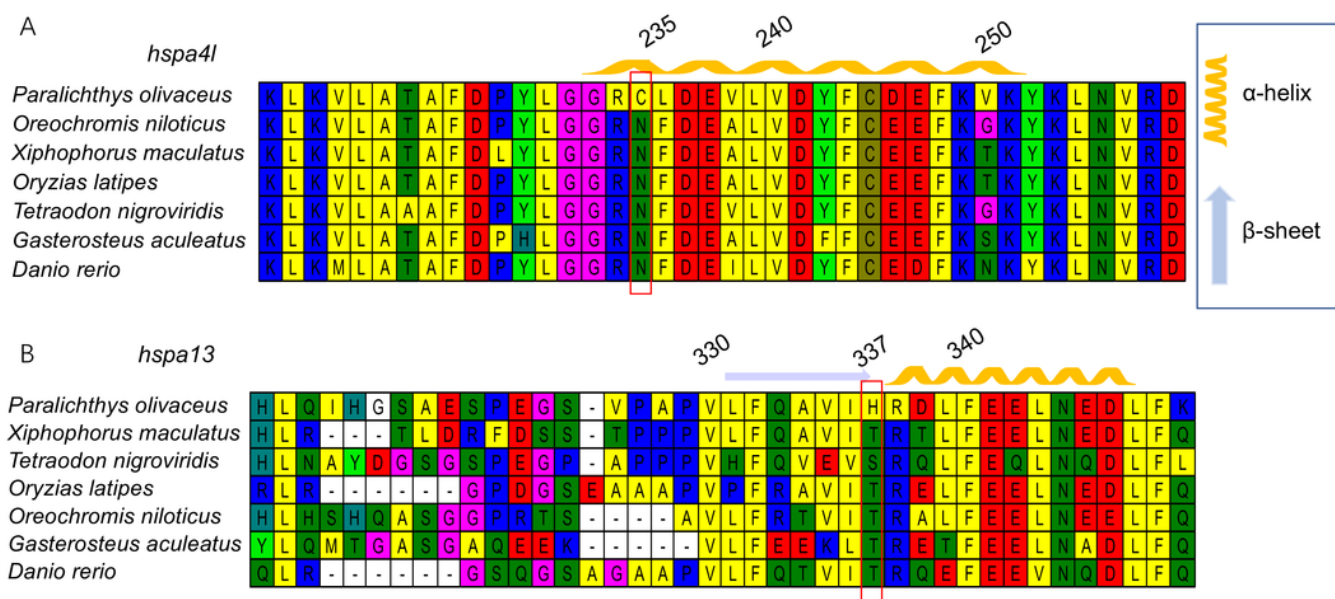 A
hspa4l
235 240 250
Paralichthys olivaceus K L K V L A T A F D P Y L G G R C L D E V L V D Y F C D E F K V K Y K L N V R D
Oreochromis niloticus K L K V L A T A F D P Y L G G R N F D E A L V D Y F C E E F K G K Y K L N V R D
Xiphophorus maculatus K L K V L A T A F D L Y L G G R N F D E A L V D Y F C E E F K T K Y K L N V R D
Oryzias latipes K L K V L A T A F D P Y L G G R N F D E A L V D Y F C E E F K T K Y K L N V R D
Tetraodon nigroviridis K L K V L A A A F D P Y L G G R N F D E V L V D Y F C E E F K G K Y K L N V R D
Gasterosteus aculeatus K L K V L A T A F D P H L G G R N F D E A L V D F F C E E F K S K Y K L N V R D
Danio rerio K L K M L A T A F D P Y L G G R N F D E I L V D Y F C E D F K N K Y K L N V R D
α-helix
β-sheet
B
hspa13
330 337 340
Paralichthys olivaceus H L Q I H G S A E S P E G S - V P A P V L F Q A V I H R D L F E E L N E D L F K
Xiphophorus maculatus H L R - - - T L D R F D S S - T P P P V L F Q A V I T R T L F E E L N E D L F Q
Tetraodon nigroviridis H L N A Y D G S G S P E G P - A P P P V H F Q V E V S R Q L F E Q L N Q D L F L
Oryzias latipes R L R - - - - - - G P D G S E A A A P V P F R A V I T R E L F E E L N E D L F Q
Oreochromis niloticus H L H S H Q A S G G P R T S - - - - A V L F R T V I T R A L F E E L N E E L F Q
Gasterosteus aculeatus Y L Q M T G A S G A Q E E K - - - - - V L F E E K L T R E T F E E L N A D L F Q
Danio rerio Q L R - - - - - - G S Q G S A G A A P V L F Q T V I T R Q E F E E V N Q D L F Q